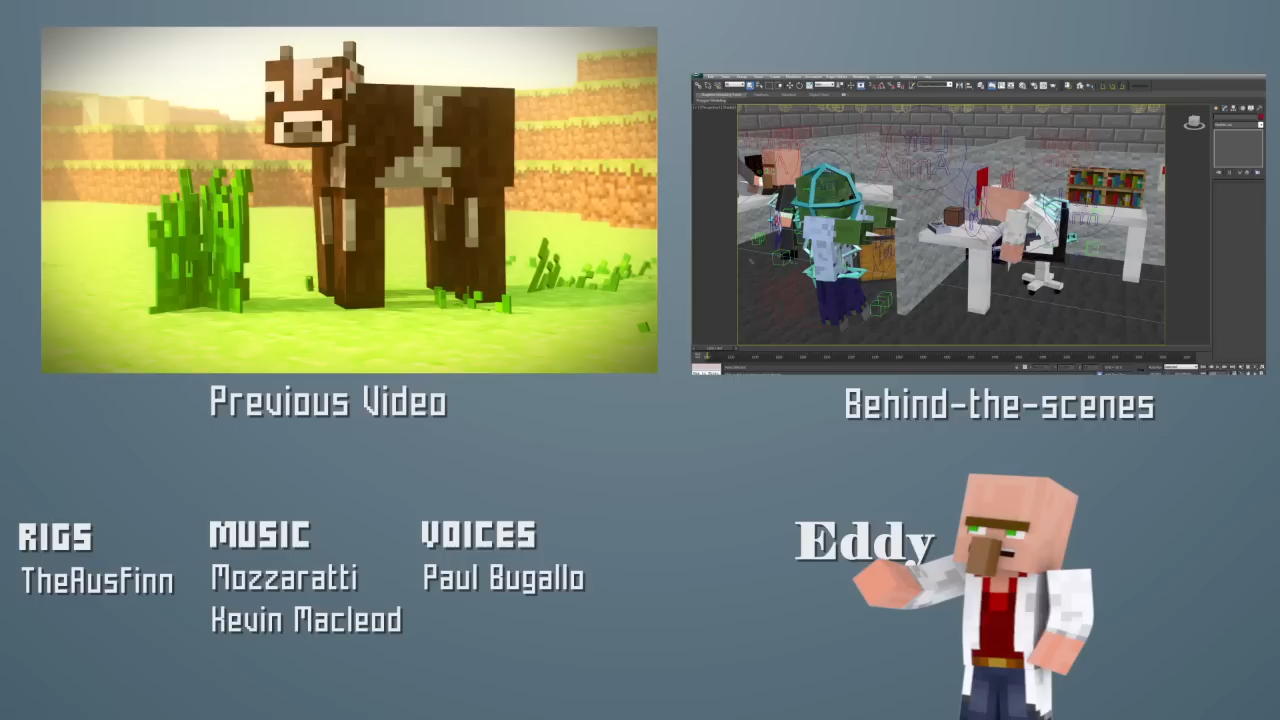 Previous Video
Behind-the-scenes
RIGS
TheAusFinn
MUSIC
Mozzaratti
Kevin Macleod
VOICES
Paul Bugallo
Eddy